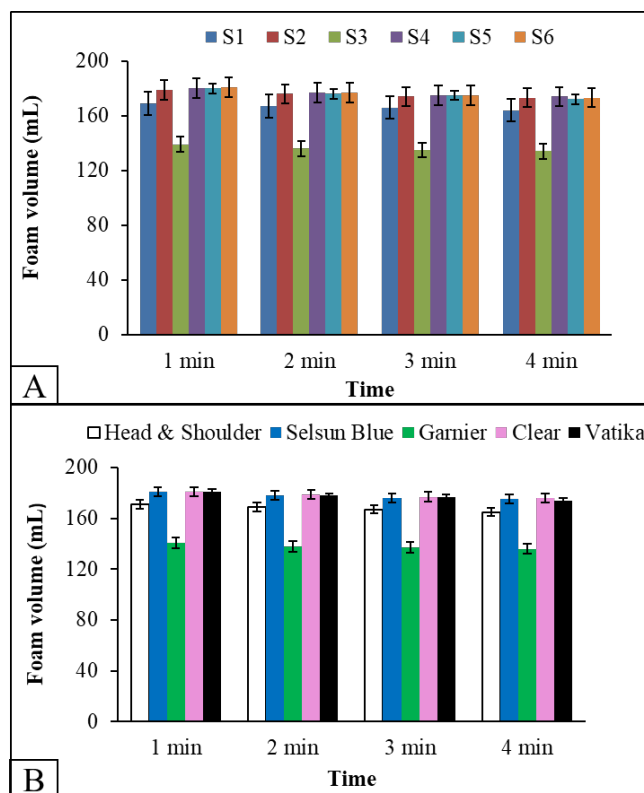 S1 S2 S3 S4 S5 S6
200
160
120
80
40
0
Foam volume (mL)
1 min 2 min 3 min 4 min
Time
A
Head & Shoulder Selsun Blue Garnier Clear Vatika
200
160
120
80
40
0
Foam volume (mL)
1 min 2 min 3 min 4 min
Time
B